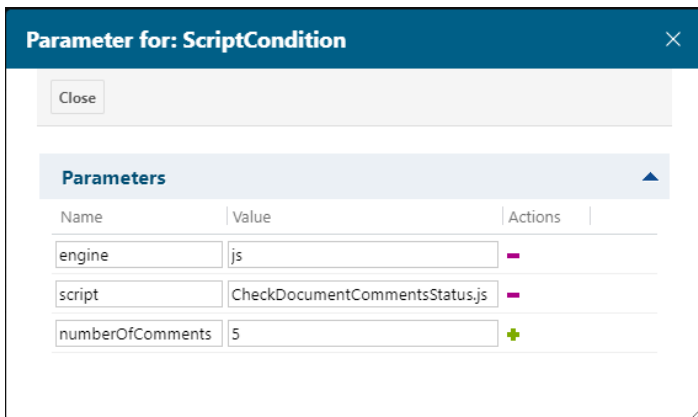 Parameter for: ScriptCondition
Close
Parameters
Name Value Actions
engine js
script CheckDocumentCommentsStatus.js
numberOfComments 5